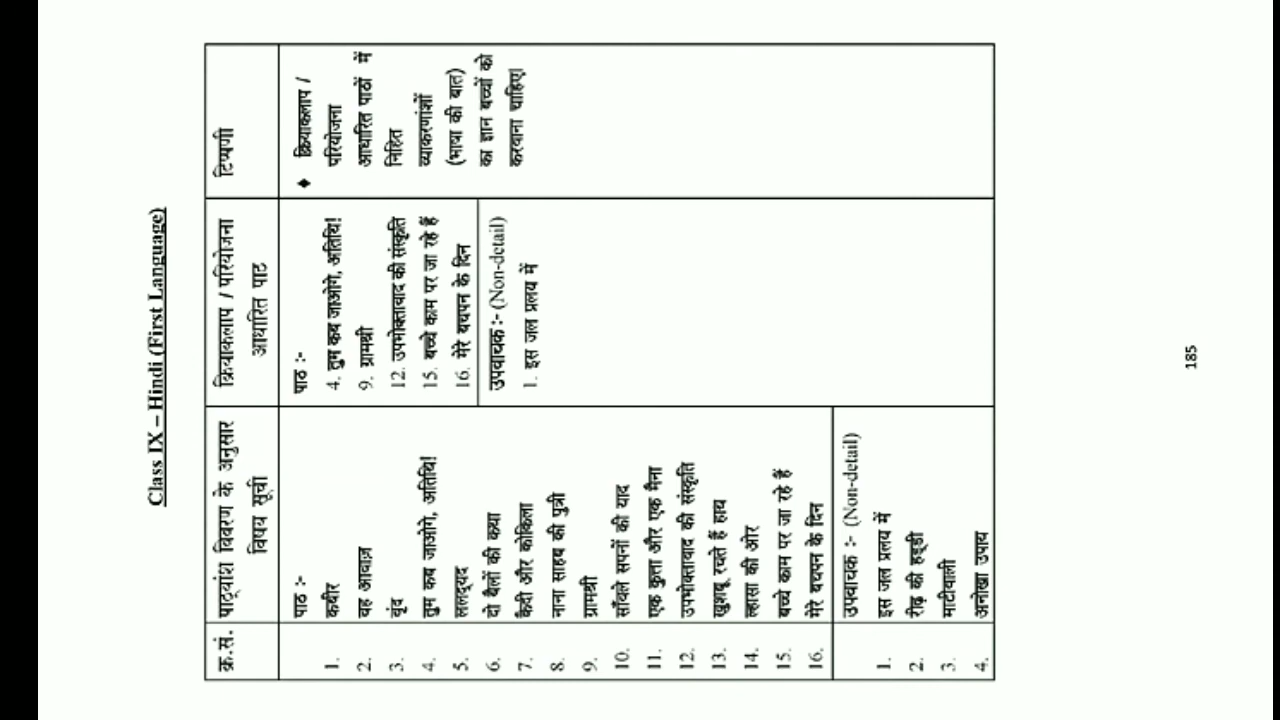 Class IX – Hindi (First Language)
क्र.सं.
पाठ्यांश विवरण के अनुसार
विषय सूची
क्रियाकलाप / परियोजना
आधारित पाट
टिप्पणी
पाठ :-
1. कबीर
2. वह आवाज़
3. वृंद
4. तुम कब जाओगे, अतिथि!
5. ललद्यद
6. दो बैलों की कथा
7. कैदी और कोकिला
8. नाना साहब की पुत्री
9. ग्रामश्री
10. साँवले सपनों की याद
11. एक कुत्ता और एक मैना
12. उपभोक्तावाद की संस्कृति
13. खुशबू रचते हैं हाथ
14. ल्हासा की ओर
15. बच्चे काम पर जा रहे हैं
16. मेरे बचपन के दिन
उपवाचक :- (Non-detail)
1. इस जल प्रलय में
2. रीढ़ की हड्डी
3. माटीवाली
4. अनोखा उपाय
पाठ :-
4. तुम कब जाओगे, अतिथि!
9. ग्रामश्री
12. उपभोक्तावाद की संस्कृति
15. बच्चे काम पर जा रहे हैं
16. मेरे बचपन के दिन
उपवाचक :- (Non-detail)
1. इस जल प्रलय में
♦ क्रियाकलाप /
परियोजना
आधारित पाठों में
निहित
व्याकरणांशों
(भाषा की बात)
का ज्ञान बच्चों को
करवाना चाहिए।
185